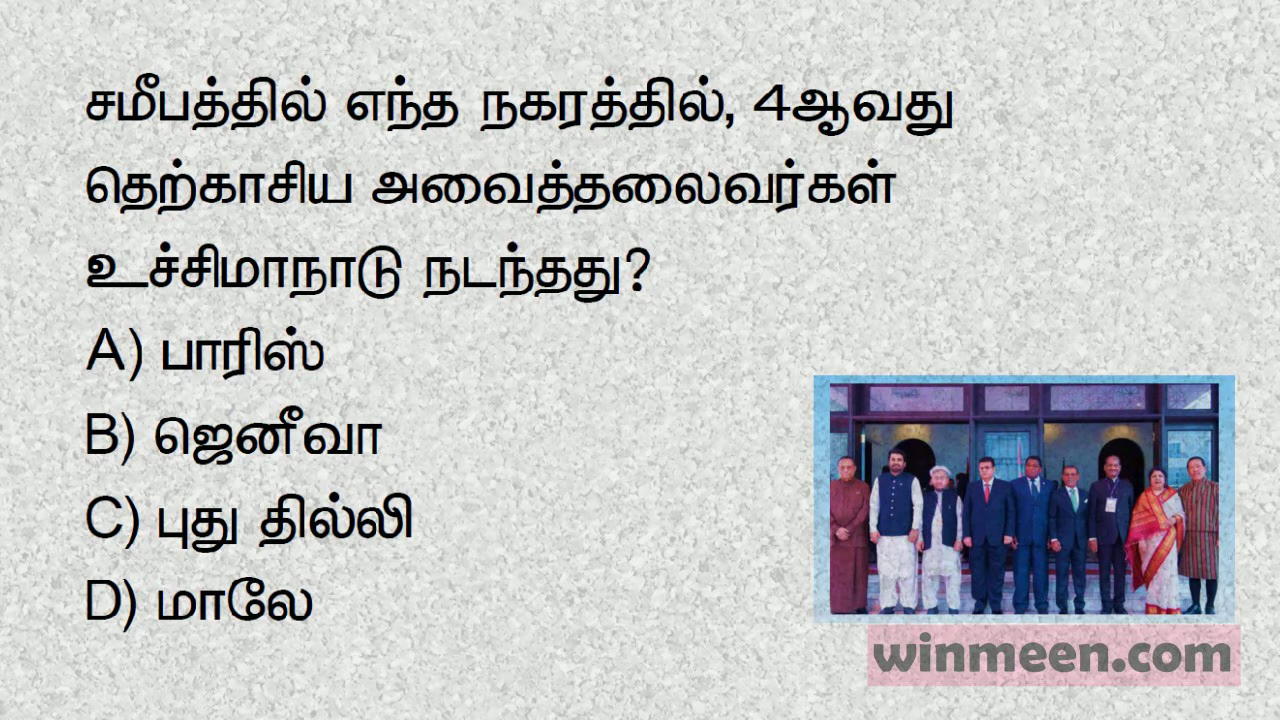 சமீபத்தில் எந்த நகரத்தில், 4ஆவது
தெற்காசிய அவைத்தலைவர்கள்
உச்சிமாநாடு நடந்தது?
A) பாரிஸ்
B) ஜெனீவா
C) புது தில்லி
D) மாலே
winmeen.com